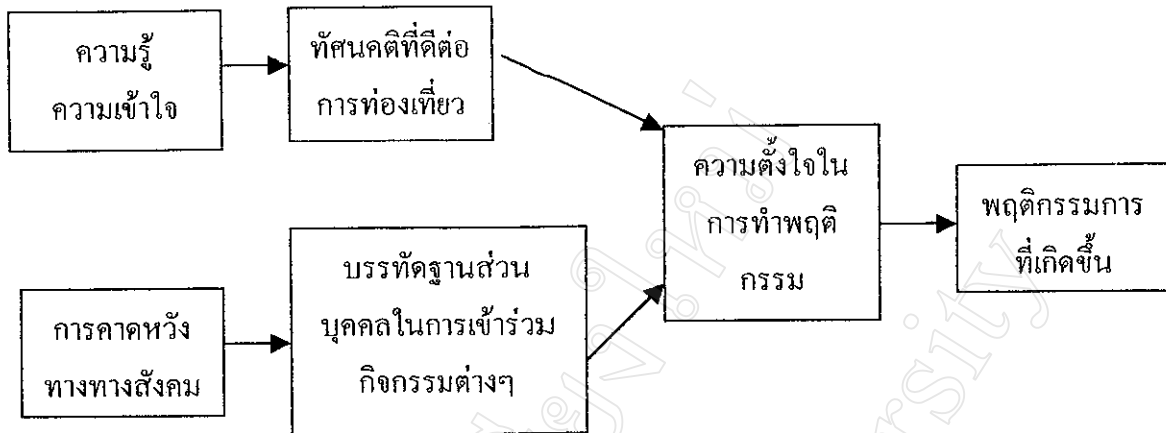 ความรู้
ความเข้าใจ
ทัศนคติที่ดีต่อ
การท่องเที่ยว
ความตั้งใจใน
การทำพฤติ
กรรม
พฤติกรรมการ
ที่เกิดขึ้น
การคาดหวัง
ทางทางสังคม
บรรทัดฐานส่วน
บุคคลในการเข้าร่วม
กิจกรรมต่างๆ
ersity